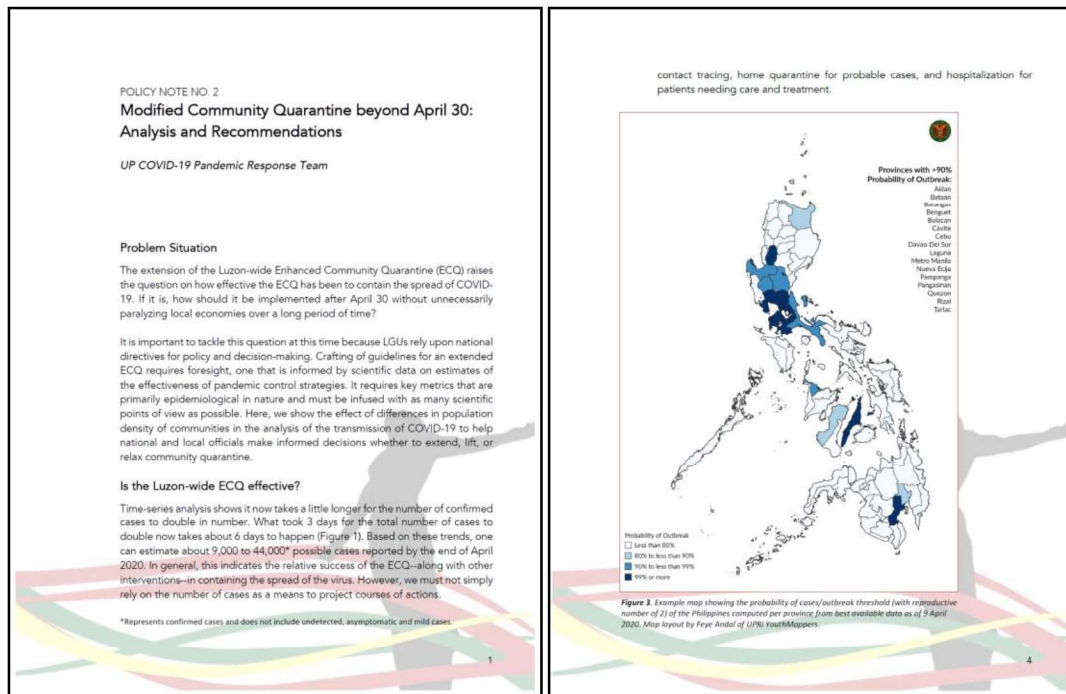 POLICY NOTE NO. 2
Modified Community Quarantine beyond April 30:
Analysis and Recommendations
UP COVID-19 Pandemic Response Team
Problem Situation
The extension of the Luzon-wide Enhanced Community Quarantine (ECQ) raises
the question on how effective the ECQ has been to contain the spread of COVID-
19. If it is, how should it be implemented after April 30 without unnecessarily
paralyzing local economies over a long period of time?
It is important to tackle this question at this time because LGUs rely upon national
directives for policy and decision-making. Crafting of guidelines for an extended
ECQ requires foresight, one that is informed by scientific data on estimates of
the effectiveness of pandemic control strategies. It requires key metrics that are
primarily epidemiological in nature and must be infused with as many scientific
points of view as possible. Here, we show the effect of differences in population
density of communities in the analysis of the transmission of COVID-19 to help
national and local officials make informed decisions whether to extend, lift, or
relax community quarantine.
Is the Luzon-wide ECQ effective?
Time-series analysis shows it now takes a little longer for the number of confirmed
cases to double in number. What took 3 days for the total number of cases to
double now takes about 6 days to happen (Figure 1). Based on these trends, one
can estimate about 9,000 to 44,000* possible cases reported by the end of April
2020. In general, this indicates the relative success of the ECQ--along with other
interventions--in containing the spread of the virus. However, we must not simply
rely on the number of cases as a means to project courses of actions.
*Represents confirmed cases and does not include undetected, asymptomatic and mild cases.
1
contact tracing, home quarantine for probable cases, and hospitalization for
patients needing care and treatment.
Provinces with >90%
Probability of Outbreak:
Aklan
Bataan
Batangas
Benguet
Bulacan
Cavite
Cebu
Davao Del Sur
Laguna
Metro Manila
Nueva Ecija
Pampanga
Pangasinan
Quezon
Rizal
Tarlac
Probability of Outbreak
Less than 80%
80% to less than 90%
90% to less than 99%
99% or more
Figure 3. Example map showing the probability of cases/outbreak threshold (with reproductive
number of 2) of the Philippines computed per province from best available data as of 9 April
2020. Map layout by Feye Andal of UPRI YouthMappers.
4